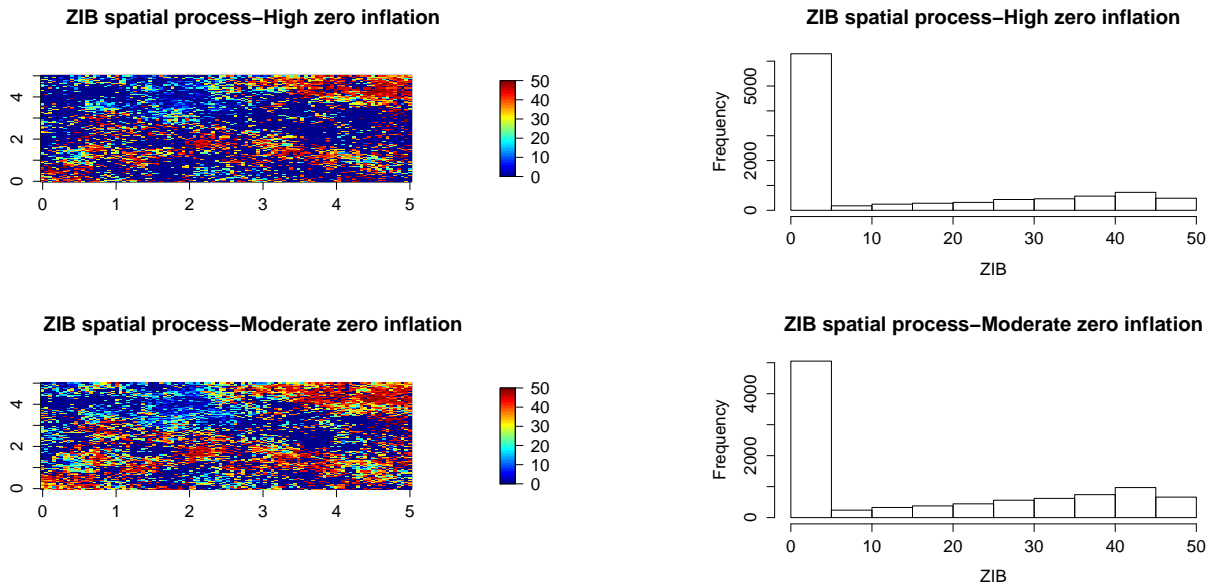 ZIB spatial process−High zero inflation
4
2
0
0 1 2 3 4 5
50
40
30
20
10
0
ZIB spatial process−High zero inflation
Frequency
5000
2000
0
0 10 20 30 40 50
ZIB
ZIB spatial process−Moderate zero inflation
4
2
0
0 1 2 3 4 5
50
40
30
20
10
0
ZIB spatial process−Moderate zero inflation
Frequency
4000
2000
0
0 10 20 30 40 50
ZIB